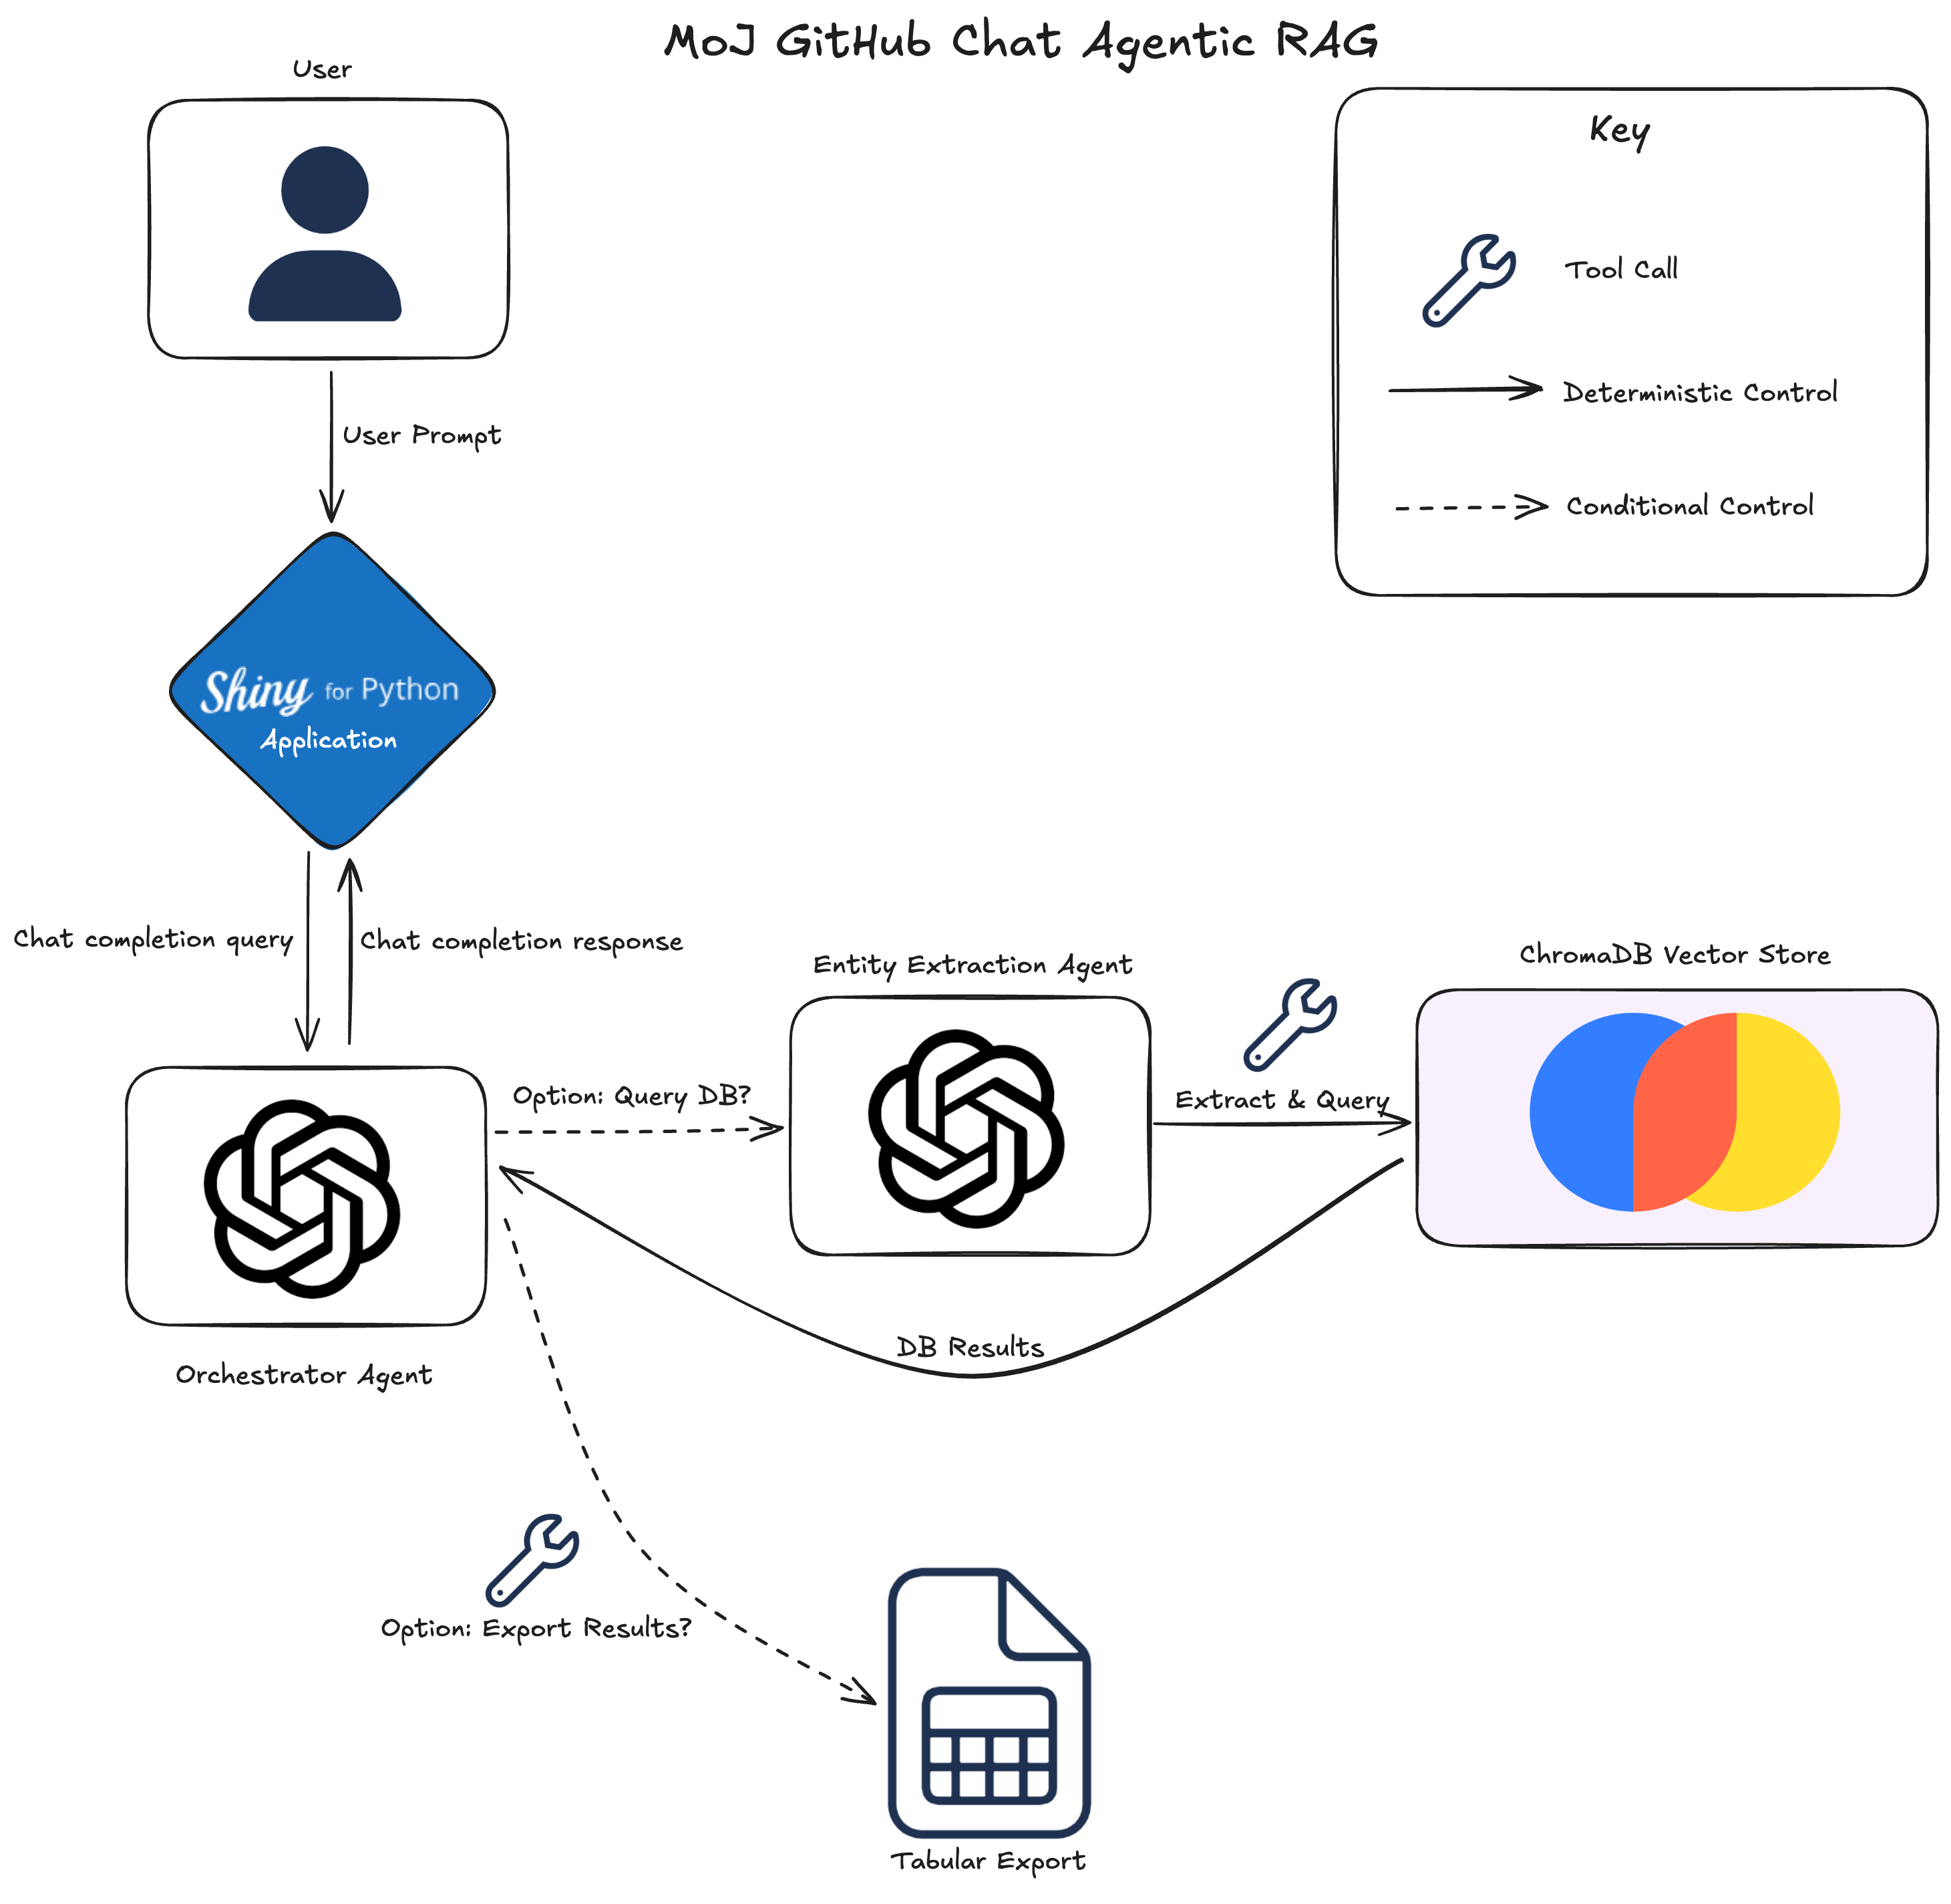 MoJ GitHub Chat Agentic RAG
User
Key
Tool Call
Deterministic Control
Conditional Control
User Prompt
Shiny for Python
Application
Chat completion query
Chat completion response
Entity Extraction Agent
ChromaDB Vector Store
Option: Query DB?
Extract & Query
DB Results
Orchestrator Agent
Option: Export Results?
Tabular Export